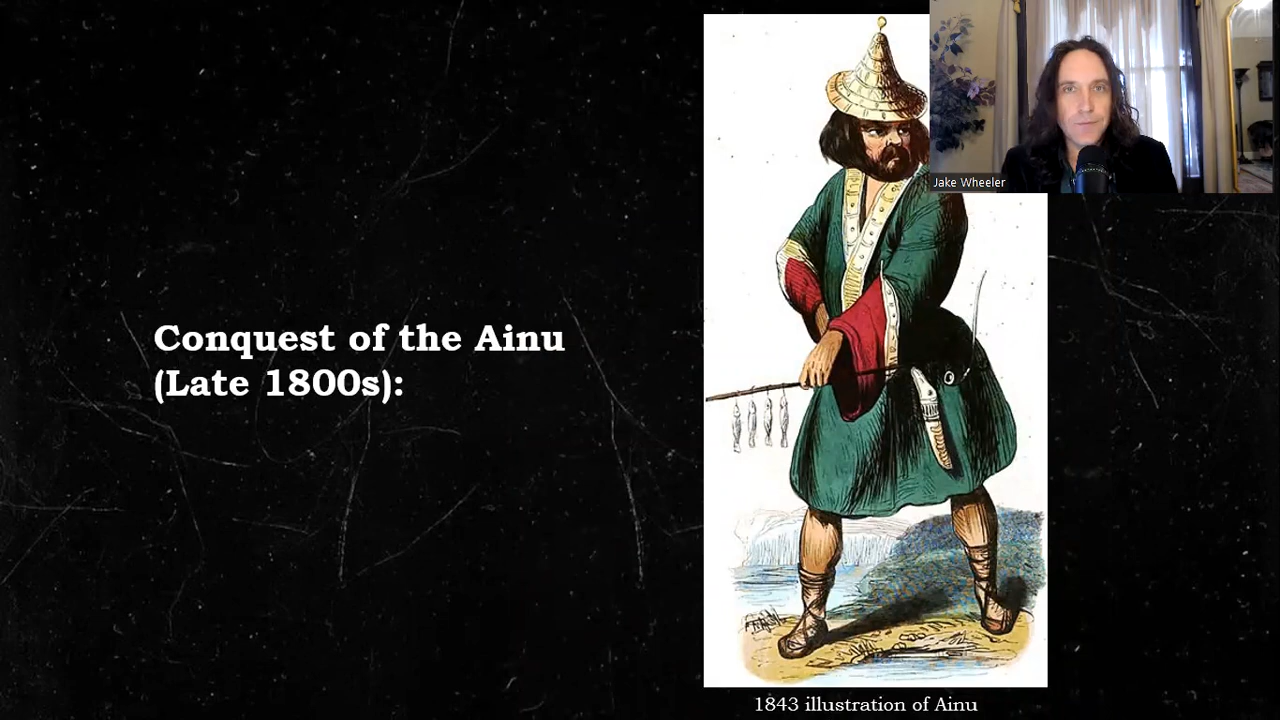 Jake Wheeler
Conquest of the Ainu
(Late 1800s):
1843 illustration of Ainu